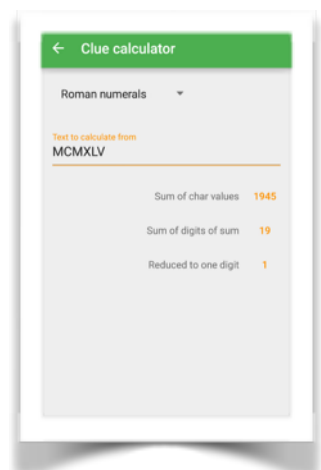 ← Clue calculator
Roman numerals
Text to calculate from
MCMXLV
Sum of char values 1945
Sum of digits of sum 19
Reduced to one digit 1